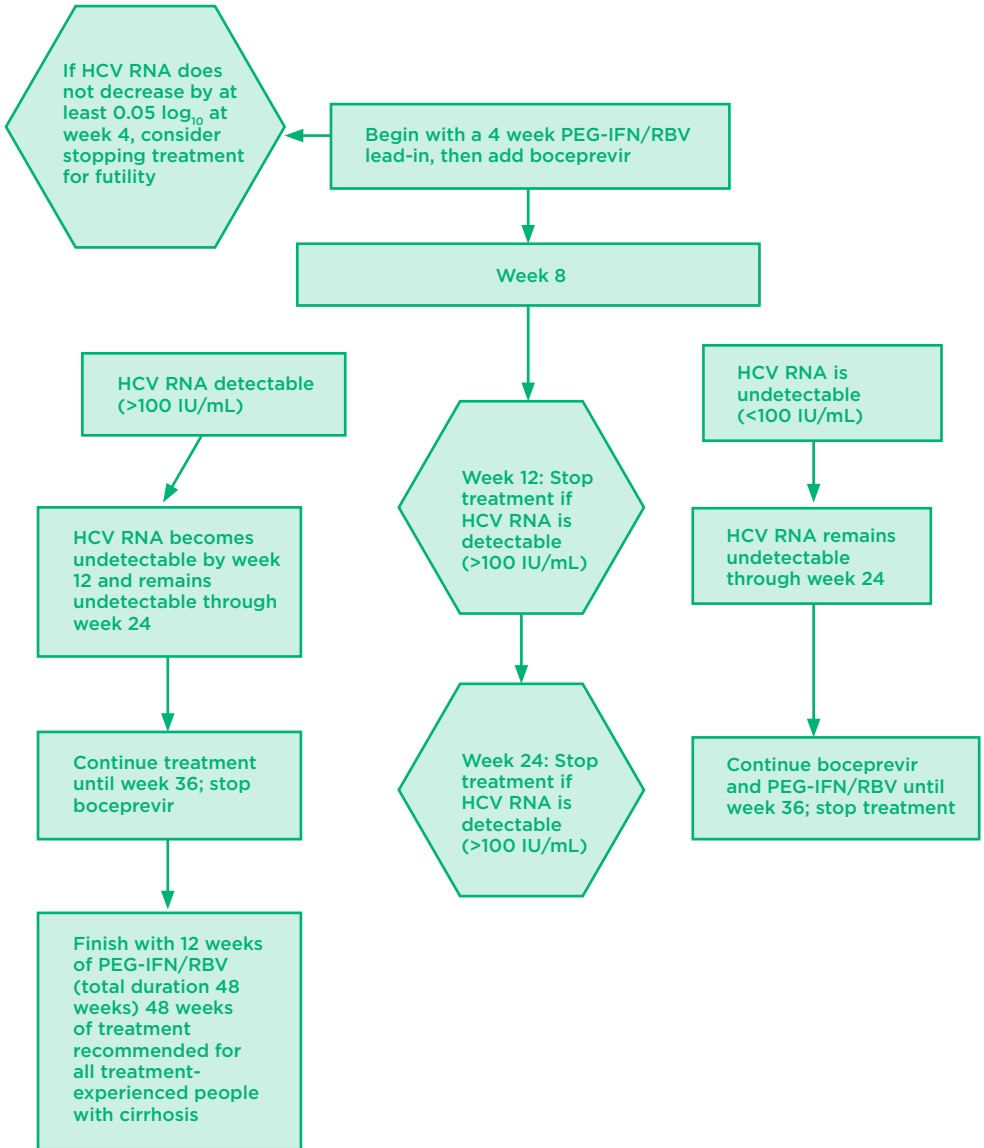 If HCV RNA does
not decrease by at
least 0.05 log₁₀ at
week 4, consider
stopping treatment
for futility
Begin with a 4 week PEG-IFN/RBV
lead-in, then add boceprevir
Week 8
HCV RNA detectable
(>100 IU/mL)
HCV RNA is
undetectable
(<100 IU/mL)
Week 12: Stop
treatment if
HCV RNA is
detectable
(>100 IU/mL)
HCV RNA becomes
undetectable by week
12 and remains
undetectable through
week 24
HCV RNA remains
undetectable
through week 24
Week 24: Stop
treatment if
HCV RNA is
detectable
(>100 IU/mL)
Continue treatment
until week 36; stop
boceprevir
Continue boceprevir
and PEG-IFN/RBV until
week 36; stop treatment
Finish with 12 weeks
of PEG-IFN/RBV
(total duration 48
weeks) 48 weeks
of treatment
recommended for
all treatment-
experienced people
with cirrhosis